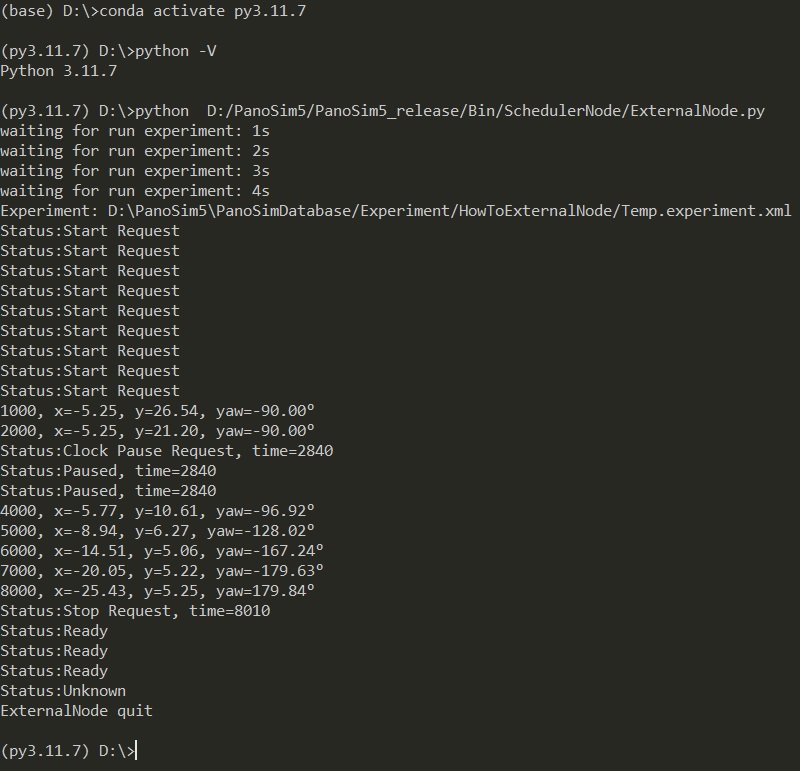 (base) D:\>conda activate py3.11.7
(py3.11.7) D:\>python -V
Python 3.11.7
(py3.11.7) D:\>python  D:/PanoSim5/PanoSim5_release/Bin/SchedulerNode/ExternalNode.py
waiting for run experiment: 1s
waiting for run experiment: 2s
waiting for run experiment: 3s
waiting for run experiment: 4s
Experiment: D:\PanoSim5\PanoSimDatabase/Experiment/HowToExternalNode/Temp.experiment.xml
Status:Start Request
Status:Start Request
Status:Start Request
Status:Start Request
Status:Start Request
Status:Start Request
Status:Start Request
Status:Start Request
Status:Start Request
1000, x=-5.25, y=26.54, yaw=-90.00º
2000, x=-5.25, y=21.20, yaw=-90.00º
Status:Clock Pause Request, time=2840
Status:Paused, time=2840
Status:Paused, time=2840
4000, x=-5.77, y=10.61, yaw=-96.92º
5000, x=-8.94, y=6.27, yaw=-128.02º
6000, x=-14.51, y=5.06, yaw=-167.24º
7000, x=-20.05, y=5.22, yaw=-179.63º
8000, x=-25.43, y=5.25, yaw=179.84º
Status:Stop Request, time=8010
Status:Ready
Status:Ready
Status:Ready
Status:Unknown
ExternalNode quit
(py3.11.7) D:\>